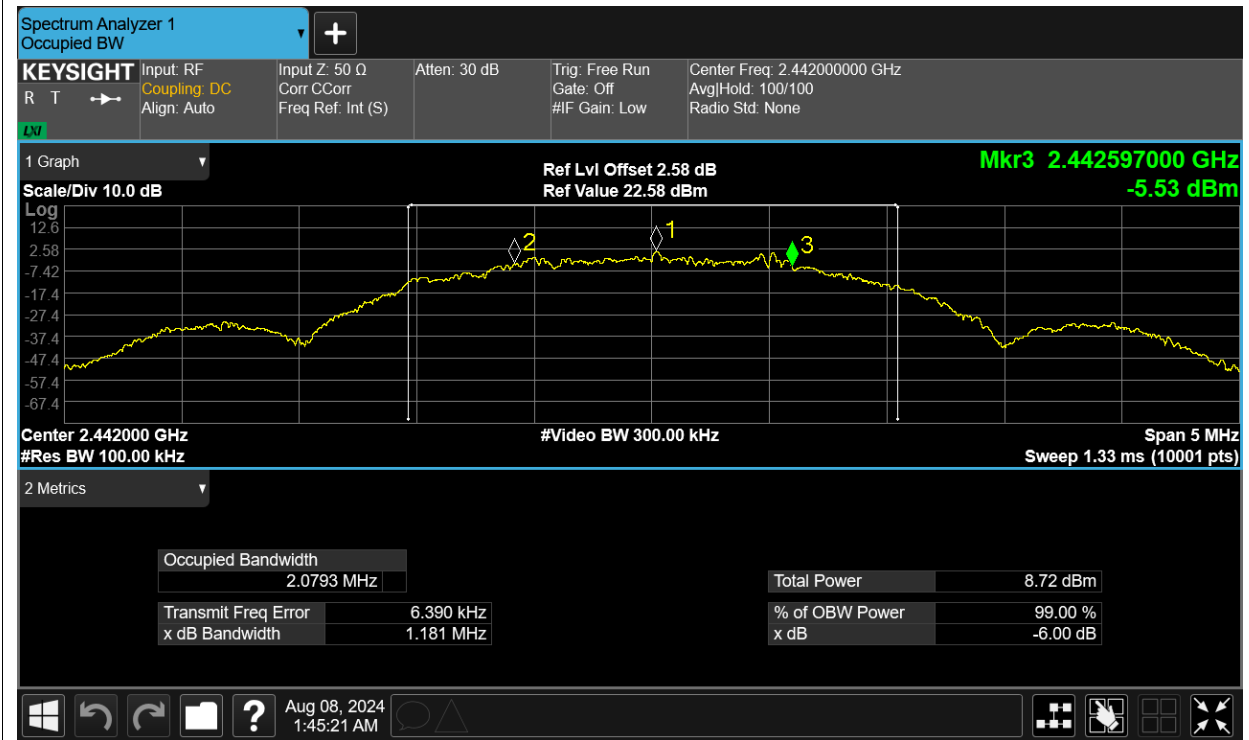 Spectrum Analyzer 1
Occupied BW
KEYSIGHT
R T
LXI
Input: RF
Coupling: DC
Align: Auto
Input Z: 50 Ω
Corr CCorr
Freq Ref: Int (S)
Atten: 30 dB
Trig: Free Run
Gate: Off
#IF Gain: Low
Center Freq: 2.442000000 GHz
Avg|Hold: 100/100
Radio Std: None
1 Graph
Scale/Div 10.0 dB
Ref Lvl Offset 2.58 dB
Ref Value 22.58 dBm
Mkr3 2.442597000 GHz
-5.53 dBm
Log
12.6
2.58
-7.42
-17.4
-27.4
-37.4
-47.4
-57.4
-67.4
2
1
3
Center 2.442000 GHz
#Video BW 300.00 kHz
Span 5 MHz
#Res BW 100.00 kHz
Sweep 1.33 ms (10001 pts)
2 Metrics
Occupied Bandwidth
2.0793 MHz
Transmit Freq Error 6.390 kHz
x dB Bandwidth 1.181 MHz
Total Power 8.72 dBm
% of OBW Power 99.00 %
x dB -6.00 dB
?
Aug 08, 2024
1:45:21 AM